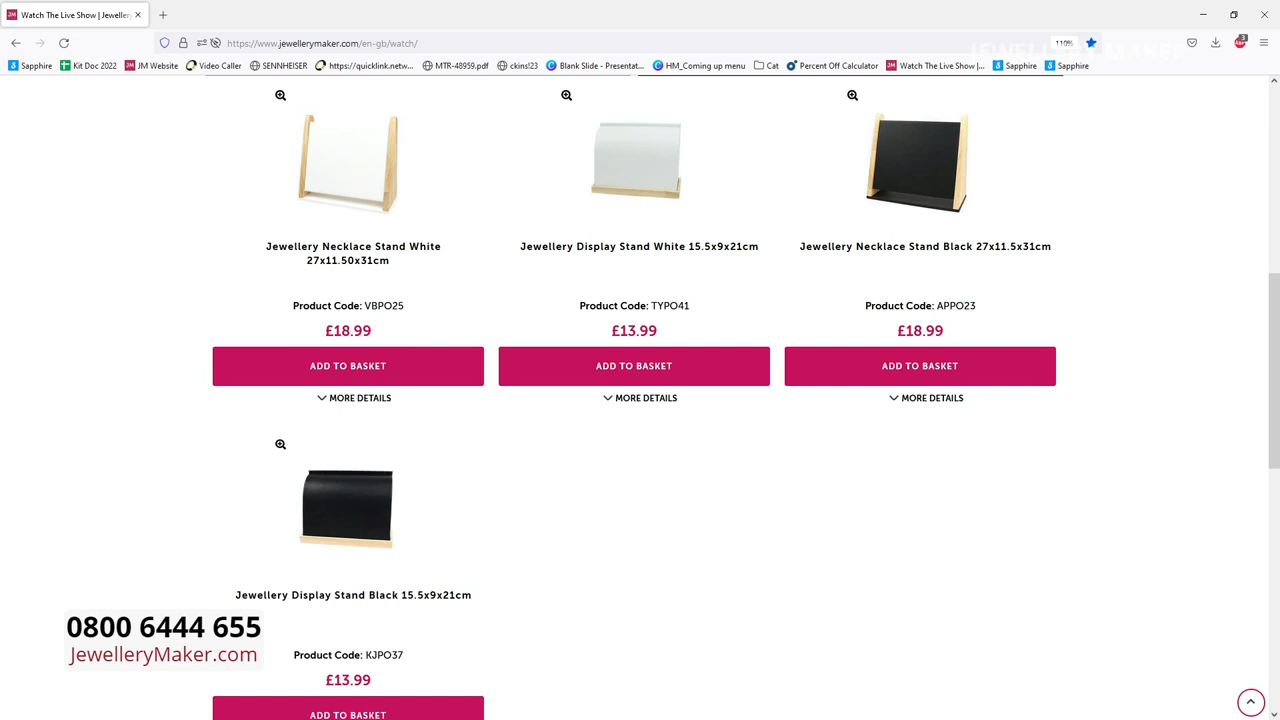 Watch The Live Show | Jeweller
https://www.jewellerymaker.com/en-gb/watch/
110%
3
JEWELLERY MAKER
Sapphire
Kit Doc 2022
JM Website
Video Caller
SENNHEISER
https://quicklink.netw...
MTR-48959.pdf
ckins!23
Blank Slide - Presentat...
HM_Coming up menu
Cat
Percent Off Calculator
Watch The Live Show |...
Sapphire
Sapphire
Jewellery Necklace Stand White
27x11.50x31cm
Product Code: VBPO25
£18.99
ADD TO BASKET
MORE DETAILS
Jewellery Display Stand White 15.5x9x21cm
Product Code: TYPO41
£13.99
ADD TO BASKET
MORE DETAILS
Jewellery Necklace Stand Black 27x11.5x31cm
Product Code: APPO23
£18.99
ADD TO BASKET
MORE DETAILS
Jewellery Display Stand Black 15.5x9x21cm
Product Code: KJPO37
£13.99
ADD TO BASKET
0800 6444 655
JewelleryMaker.com